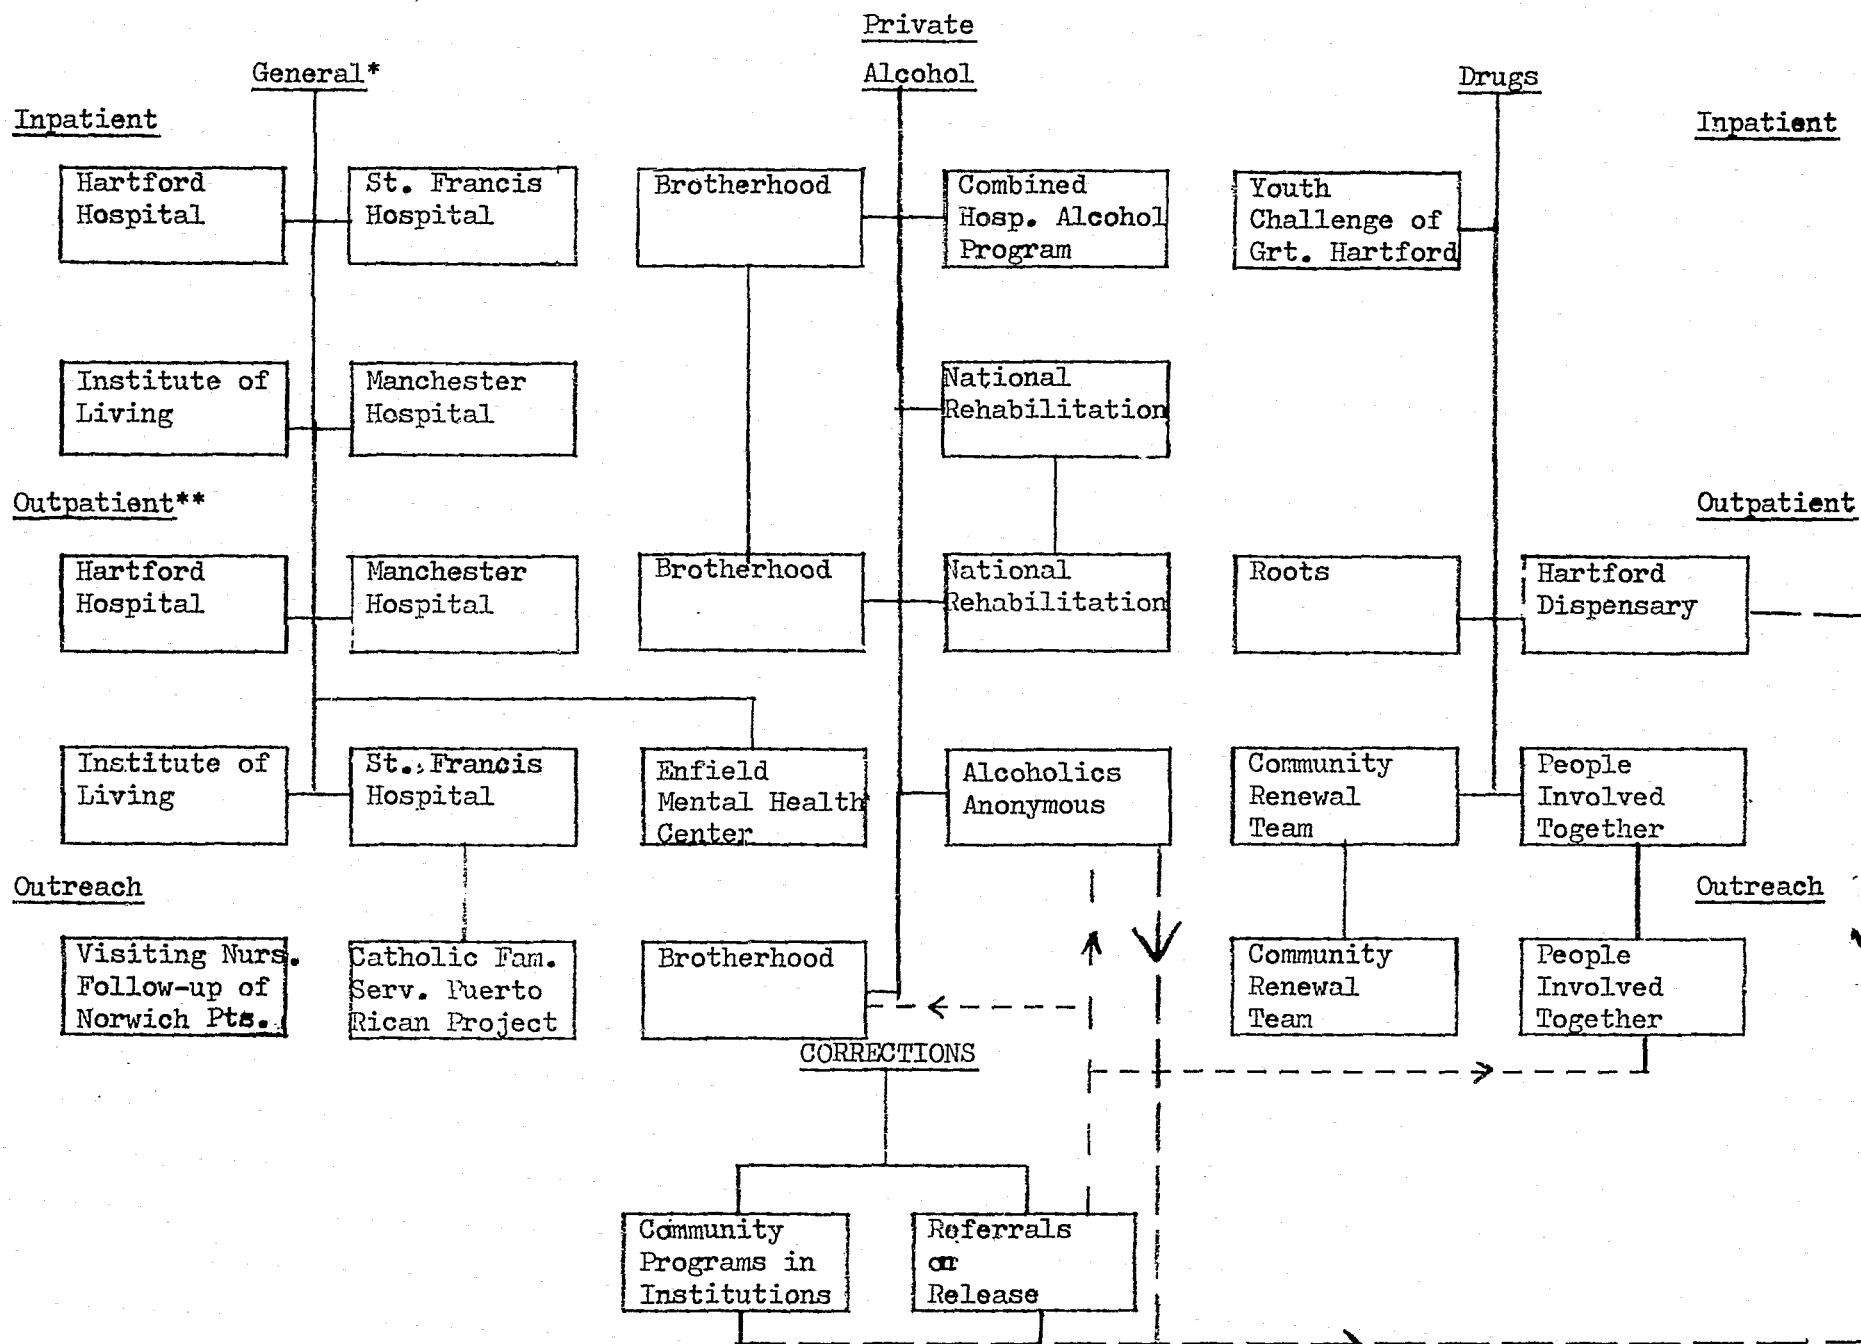 Private
General*
Alcohol
Drugs
Inpatient
Inpatient
Hartford
Hospital
St. Francis
Hospital
Brotherhood
Combined
Hosp. Alcohol
Program
Youth
Challenge of
Grt. Hartford
Institute of
Living
Manchester
Hospital
National
Rehabilitation
Outpatient**
Outpatient
Hartford
Hospital
Manchester
Hospital
Brotherhood
National
Rehabilitation
Roots
Hartford
Dispensary
Institute of
Living
St. Francis
Hospital
Enfield
Mental Health
Center
Alcoholics
Anonymous
Community
Renewal
Team
People
Involved
Together
Outreach
Outreach
Visiting Nurs.
Follow-up of
Norwich Pts.
Catholic Fam.
Serv. Puerto
Rican Project
Brotherhood
Community
Renewal
Team
People
Involved
Together
CORRECTIONS
Community
Programs in
Institutions
Referrals
or
Release